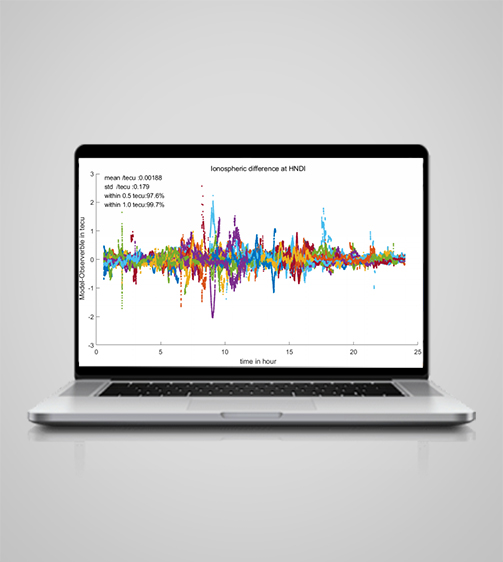 Ionospheric difference at HNDI
mean /tecu :0.00188
std /tecu :0.179
within 0.5 tecu:97.6%
within 1.0 tecu:99.7%
Model-Observerble in tecu
3
2
1
0
-1
-2
-3
0 5 10 15 20 25
time in hour